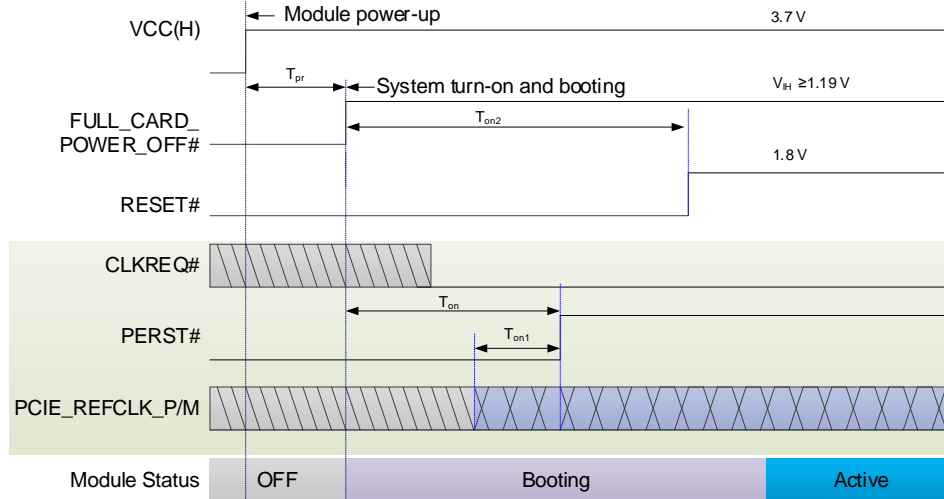 Module power-up
VCC(H)
3.7 V
Tpr
System turn-on and booting
VIH ≥1.19 V
FULL_CARD_
POWER_OFF#
Ton2
1.8 V
RESET#
CLKREQ#
Ton
PERST#
Ton1
PCIE_REFCLK_P/M
Module Status
OFF
Booting
Active